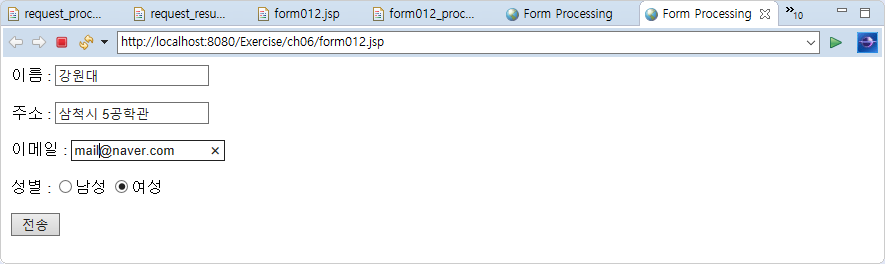 request_proc... request_resu... form012.jsp form012_proc... Form Processing Form Processing »10
http://localhost:8080/Exercise/ch06/form012.jsp
이름 : 강원대
주소 : 삼척시 5공학관
이메일 : mail@naver.com
성별 : 남성 여성
전송